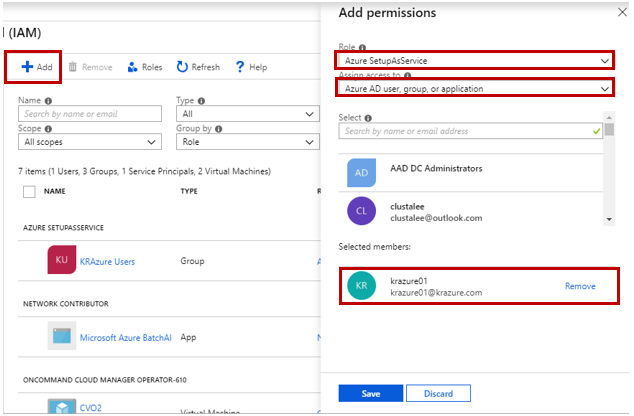 l (IAM)
Add
Remove
Roles
Refresh
Help
Name
Type
Search by name or email
All
Scope
Group by
All scopes
Role
7 items (1 Users, 3 Groups, 1 Service Principals, 2 Virtual Machines)
NAME
TYPE
R
AZURE SETUPASSERVICE
KU
KRAzure Users
Group
A
NETWORK CONTRIBUTOR
Microsoft Azure BatchAI
App
N
ONCOMMAND CLOUD MANAGER OPERATOR-610
CVO2
Virtual Machine
Add permissions
Role
Azure SetupAsService
Assign access to
Azure AD user, group, or application
Select
Search by name or email address
AD
AAD DC Administrators
CL
clustalee
clustalee@outlook.com
Selected members:
KR
krazure01
krazure01@krazure.com
Remove
Save
Discard